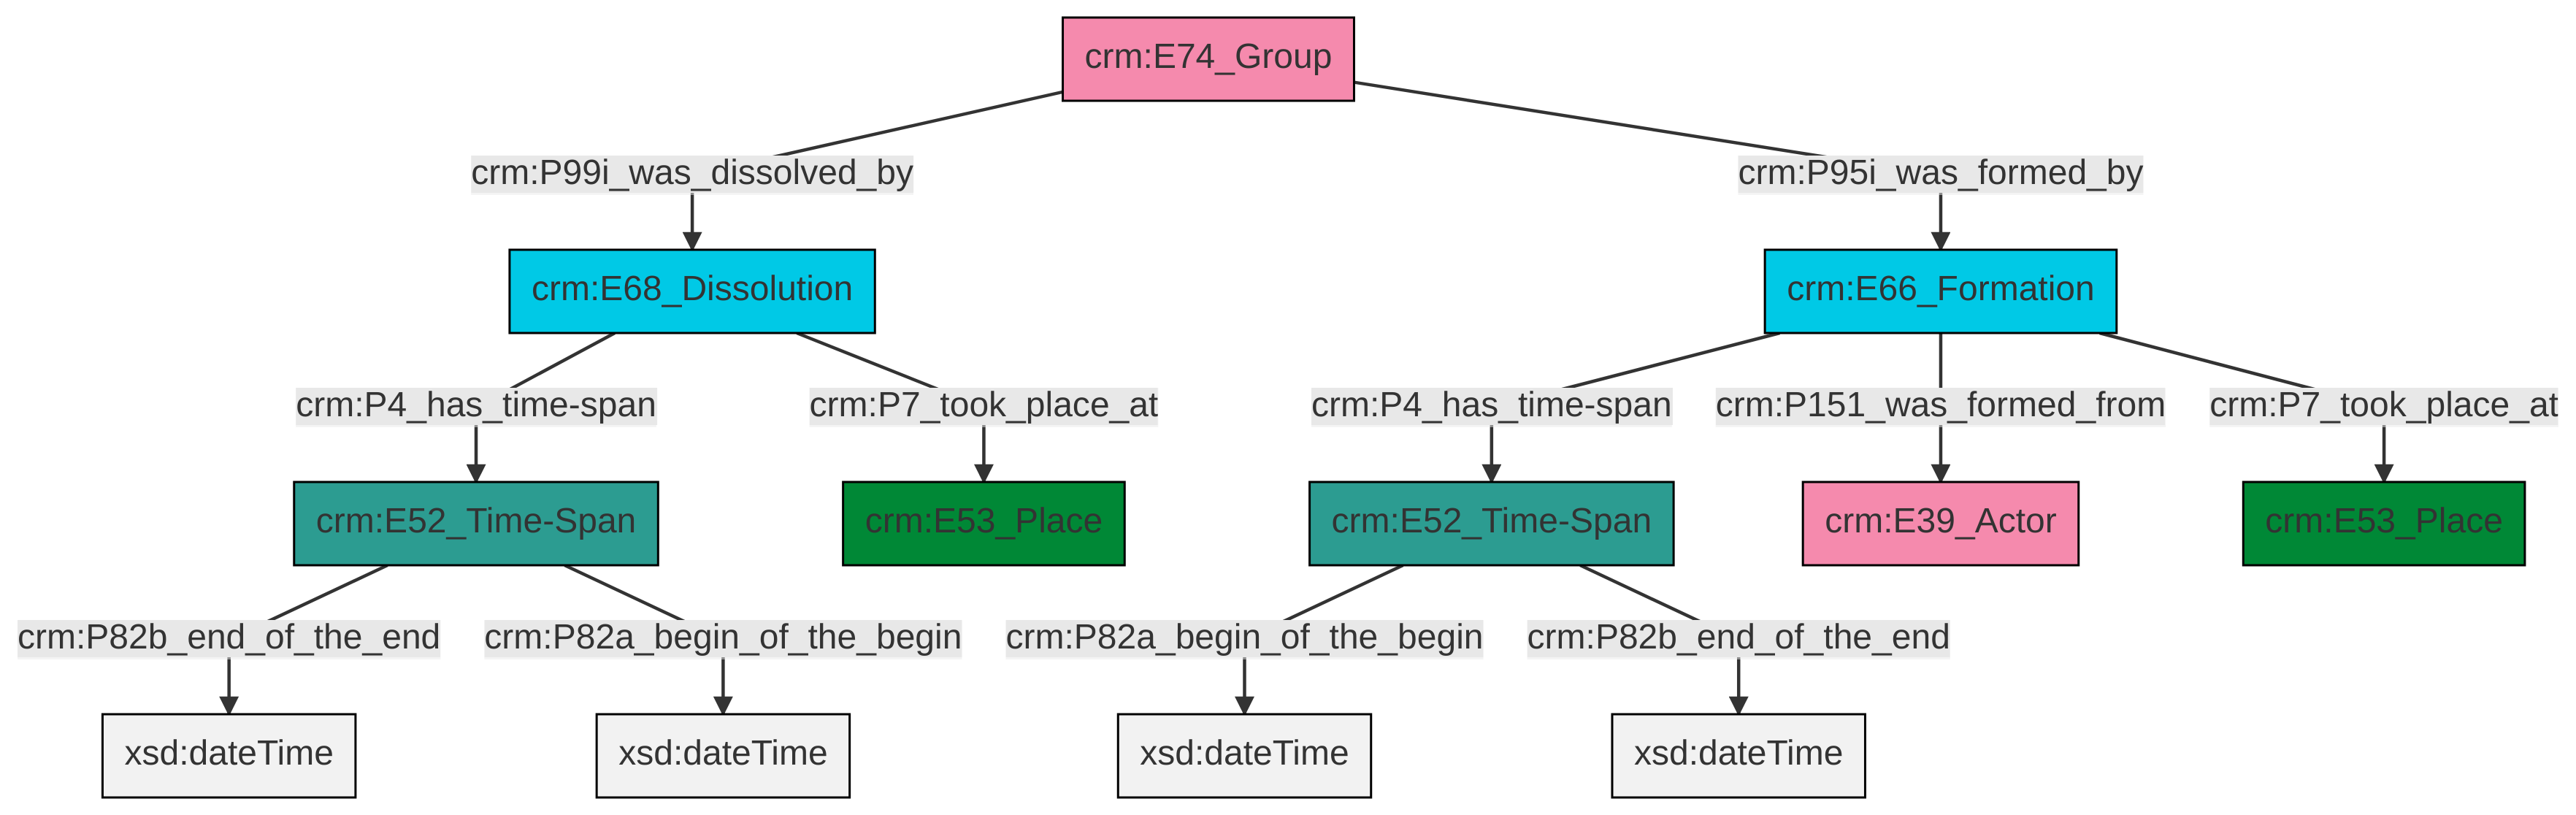 crm:E74_Group
crm:P99i_was_dissolved_by
crm:P95i_was_formed_by
crm:E68_Dissolution
crm:E66_Formation
crm:P4_has_time-span
crm:P7_took_place_at
crm:P4_has_time-span
crm:P151_was_formed_from
crm:P7_took_place_at
crm:E52_Time-Span
crm:E53_Place
crm:E52_Time-Span
crm:E39_Actor
crm:E53_Place
crm:P82b_end_of_the_end
crm:P82a_begin_of_the_begin
crm:P82a_begin_of_the_begin
crm:P82b_end_of_the_end
xsd:dateTime
xsd:dateTime
xsd:dateTime
xsd:dateTime